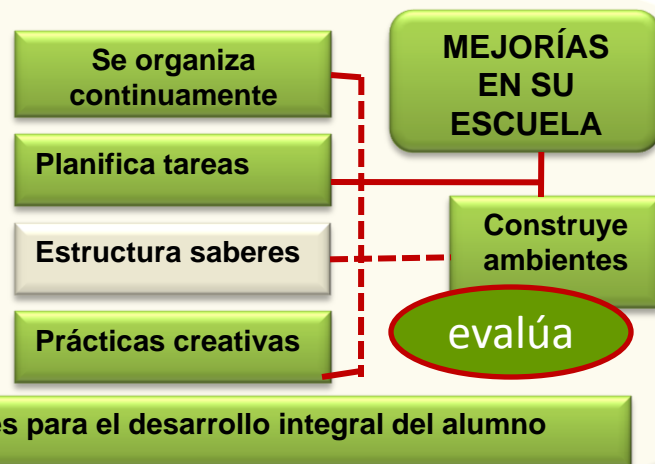 Se organiza
continuamente
MEJORÍAS
EN SU
ESCUELA
Planifica tareas
Estructura saberes
Construye
ambientes
Prácticas creativas
evalúa
para el desarrollo integral del alumno